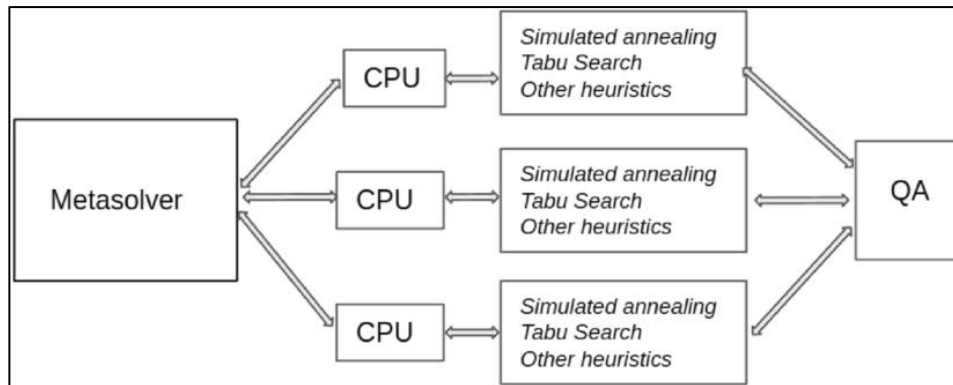 Metasolver
CPU
Simulated annealing
Tabu Search
Other heuristics
CPU
Simulated annealing
Tabu Search
Other heuristics
CPU
Simulated annealing
Tabu Search
Other heuristics
QA